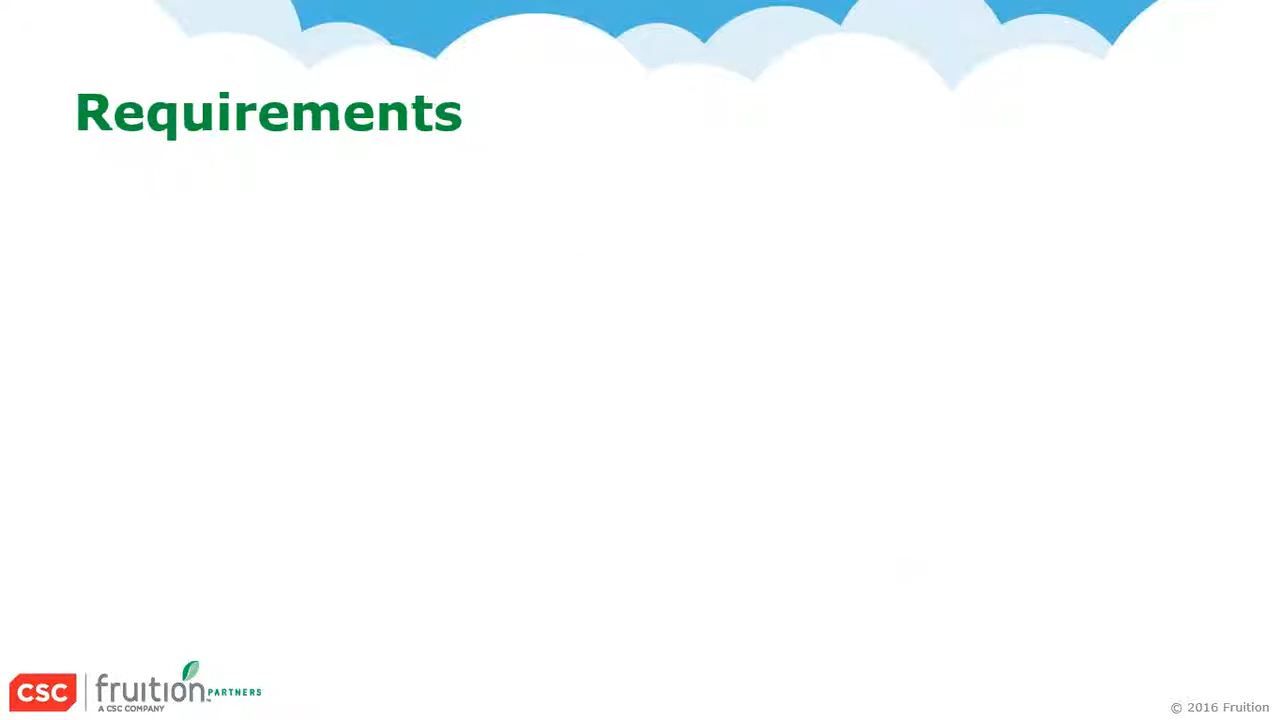 Requirements
CSC
fruition PARTNERS
A CSC COMPANY
© 2016 Fruition